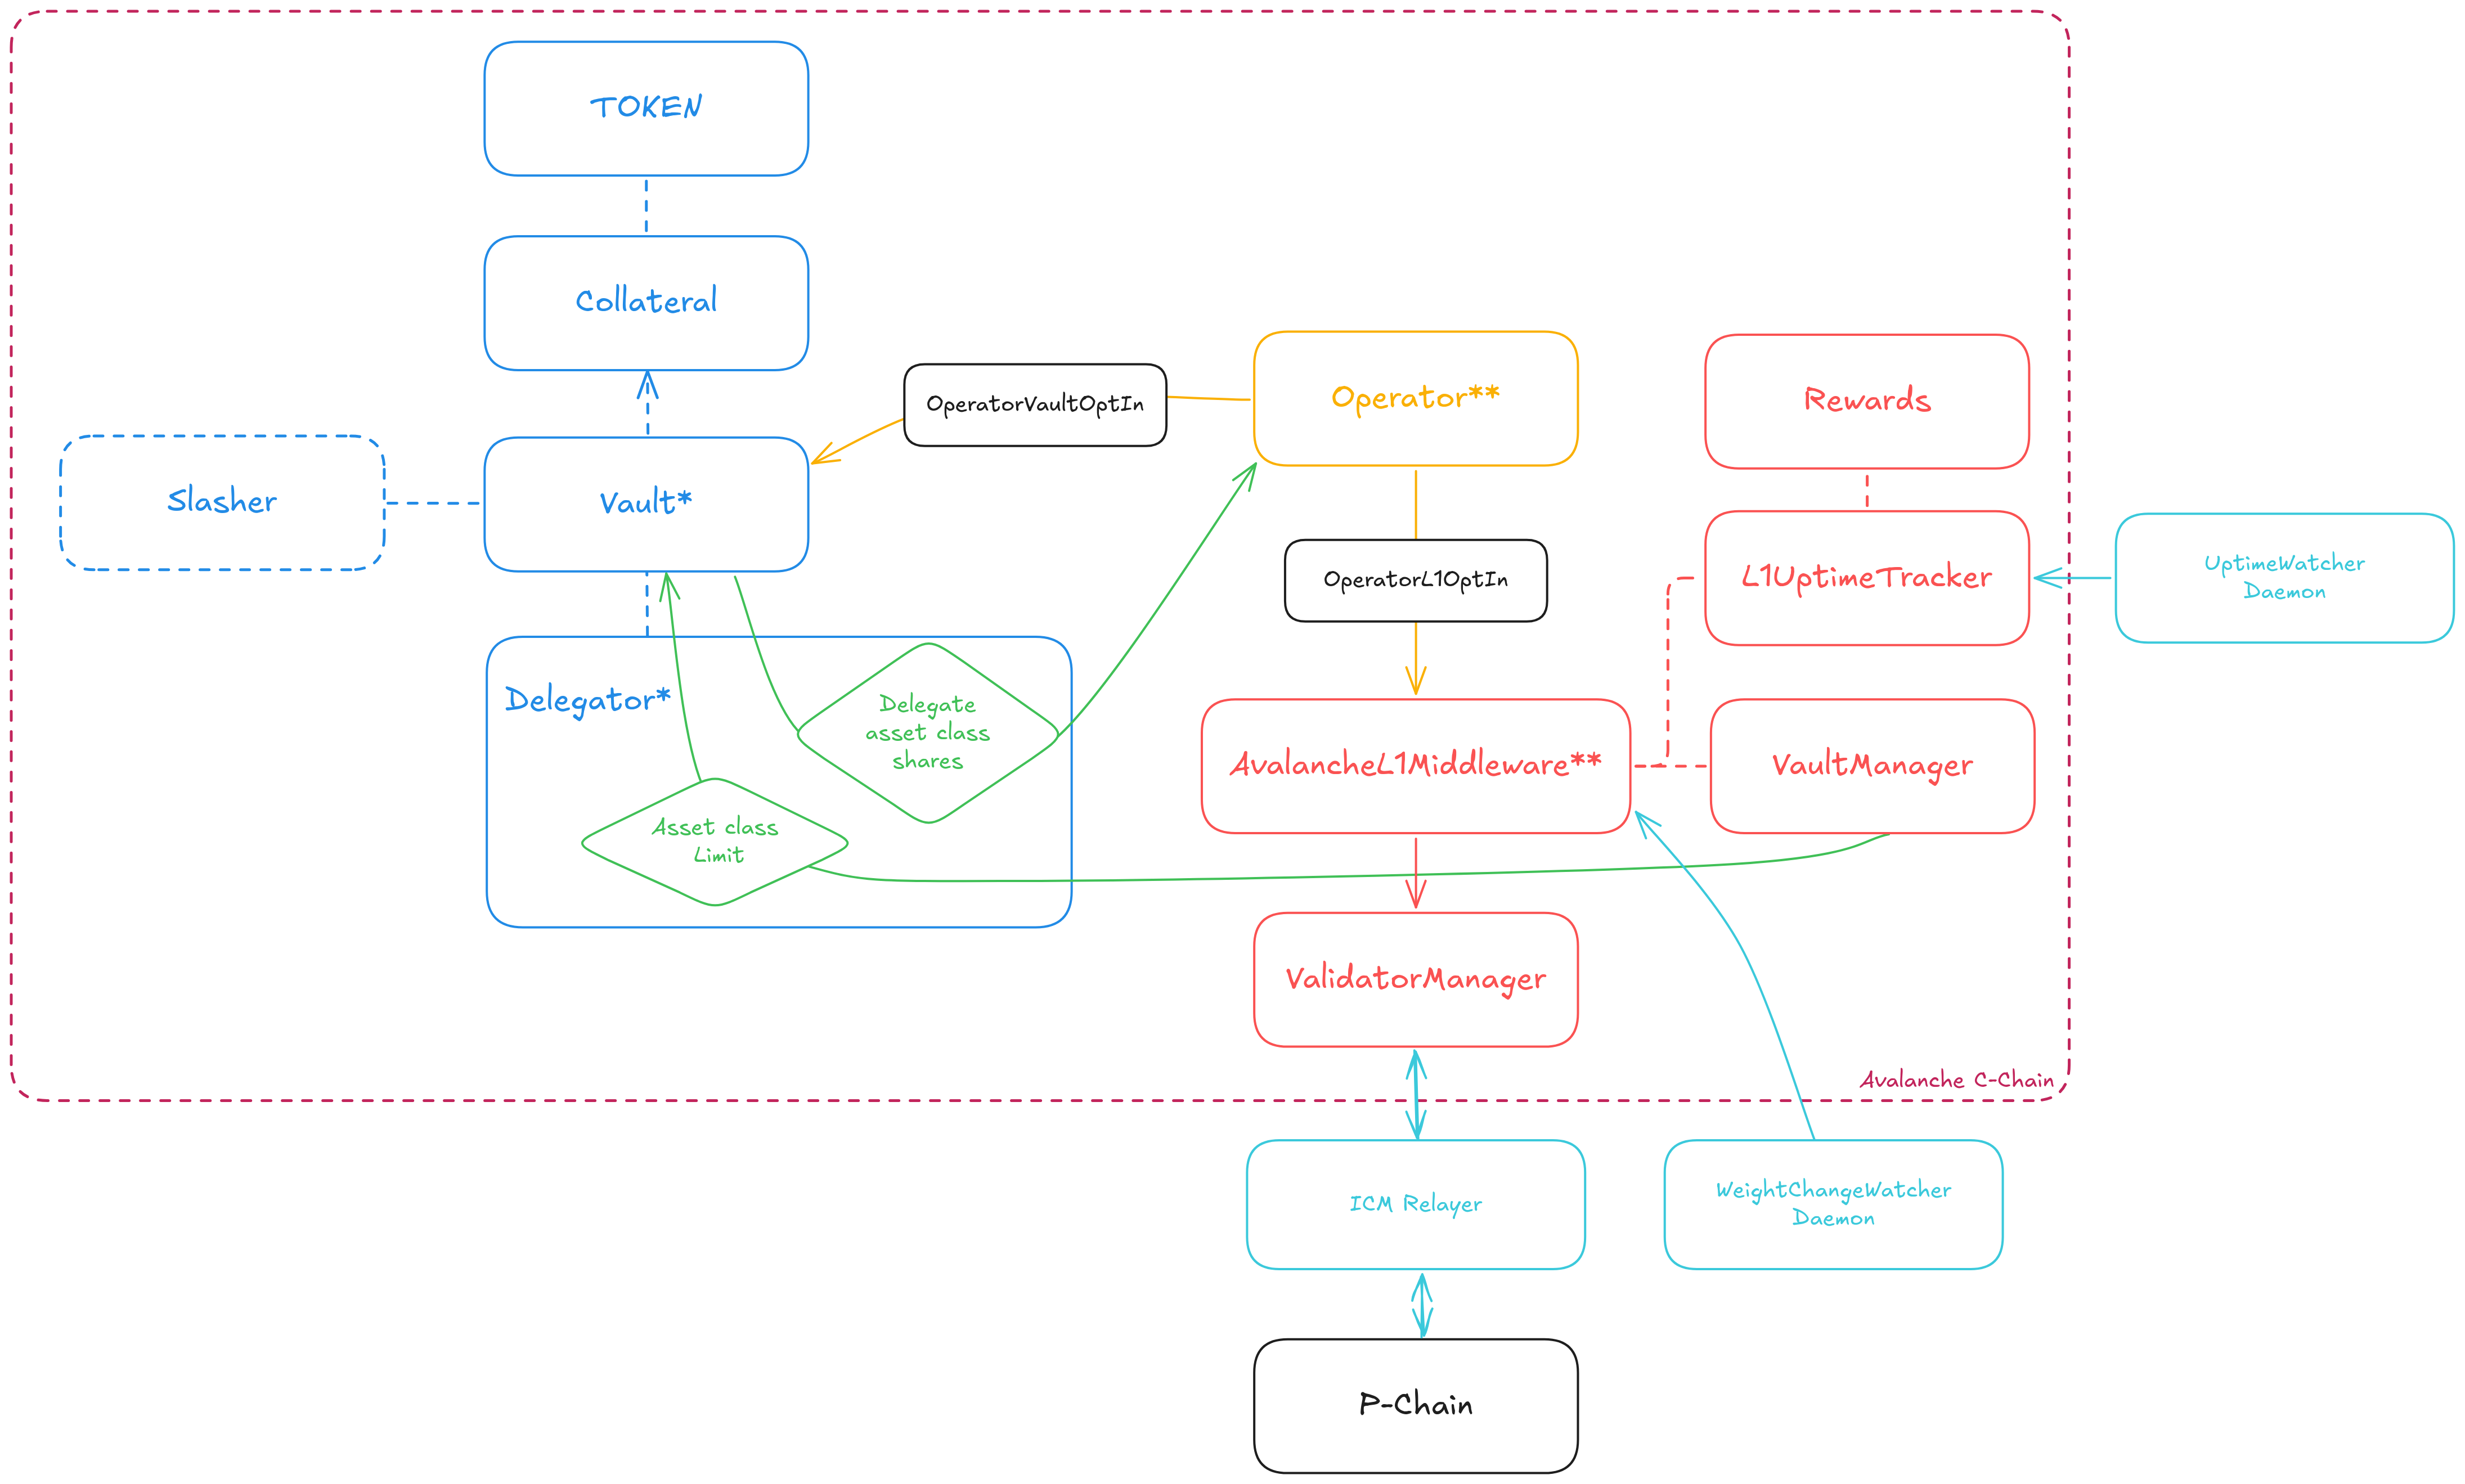 TOKEN
Collateral
OperatorVaultOptIn
Operator**
Rewards
Slasher
Vault*
OperatorL1OptIn
L1UptimeTracker
UptimeWatcher
Daemon
Delegator*
Delegate
asset class
shares
Asset class
Limit
AvalancheL1Middleware**
VaultManager
ValidatorManager
Avalanche C-Chain
ICM Relayer
WeightChangeWatcher
Daemon
P-Chain